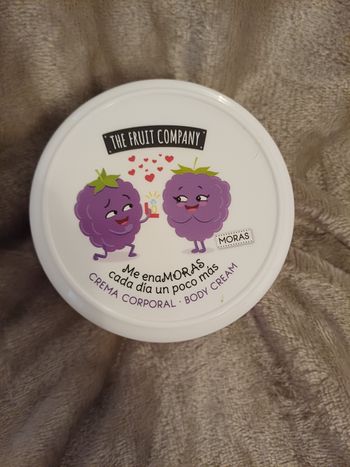 THE FRUIT COMPANY
MORAS
Me enaMORAS
cada día un poco más
CREMA CORPORAL · BODY CREAM